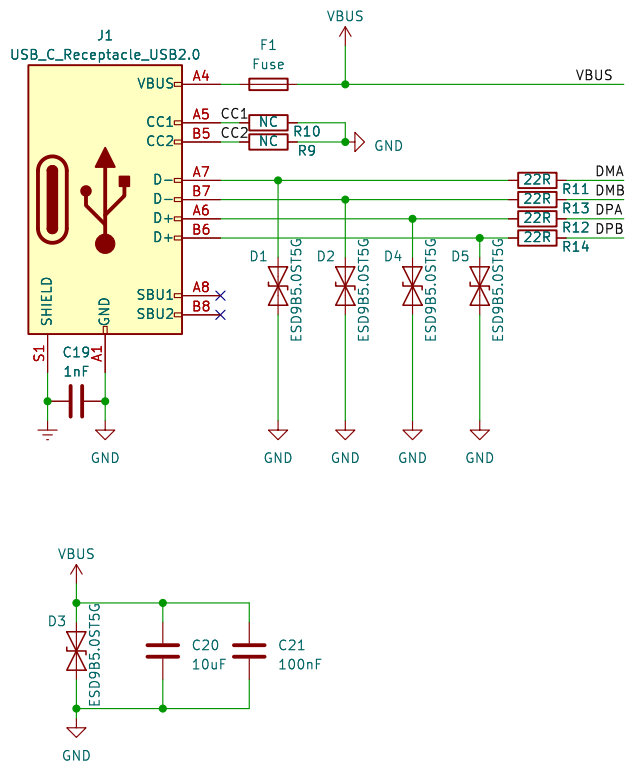 VBUS
J1
USB_C_Receptacle_USB2.0
F1
Fuse
VBUS
A4
VBUS
CC1
A5
CC1
NC
R10
CC2
B5
CC2
NC
R9
GND
D-
A7
22R
R11
DMA
D-
B7
22R
R13
DMB
D+
A6
22R
R12
DPA
D+
B6
22R
R14
DPB
D1
ESD9B5.0ST5G
D2
ESD9B5.0ST5G
D4
ESD9B5.0ST5G
D5
ESD9B5.0ST5G
SBU1
A8
SBU2
B8
SHIELD
GND
S1
A1
C19
1nF
GND
GND
GND
GND
GND
VBUS
D3
ESD9B5.0ST5G
C20
10uF
C21
100nF
GND